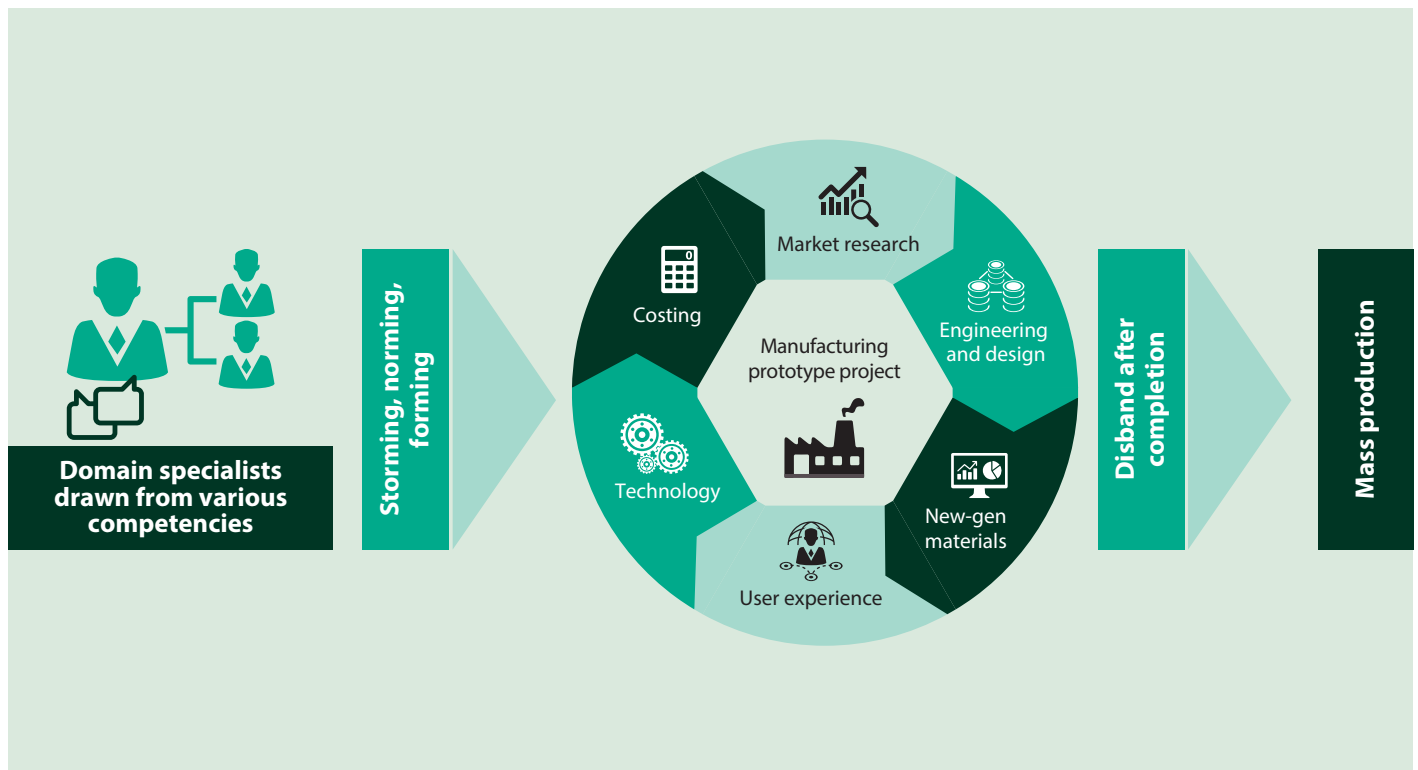 Domain specialists
drawn from various
competencies
Storming, norming,
forming
Market research
Engineering
and design
New-gen
materials
User experience
Technology
Costing
0
Manufacturing
prototype project
Disband after
completion
Mass production